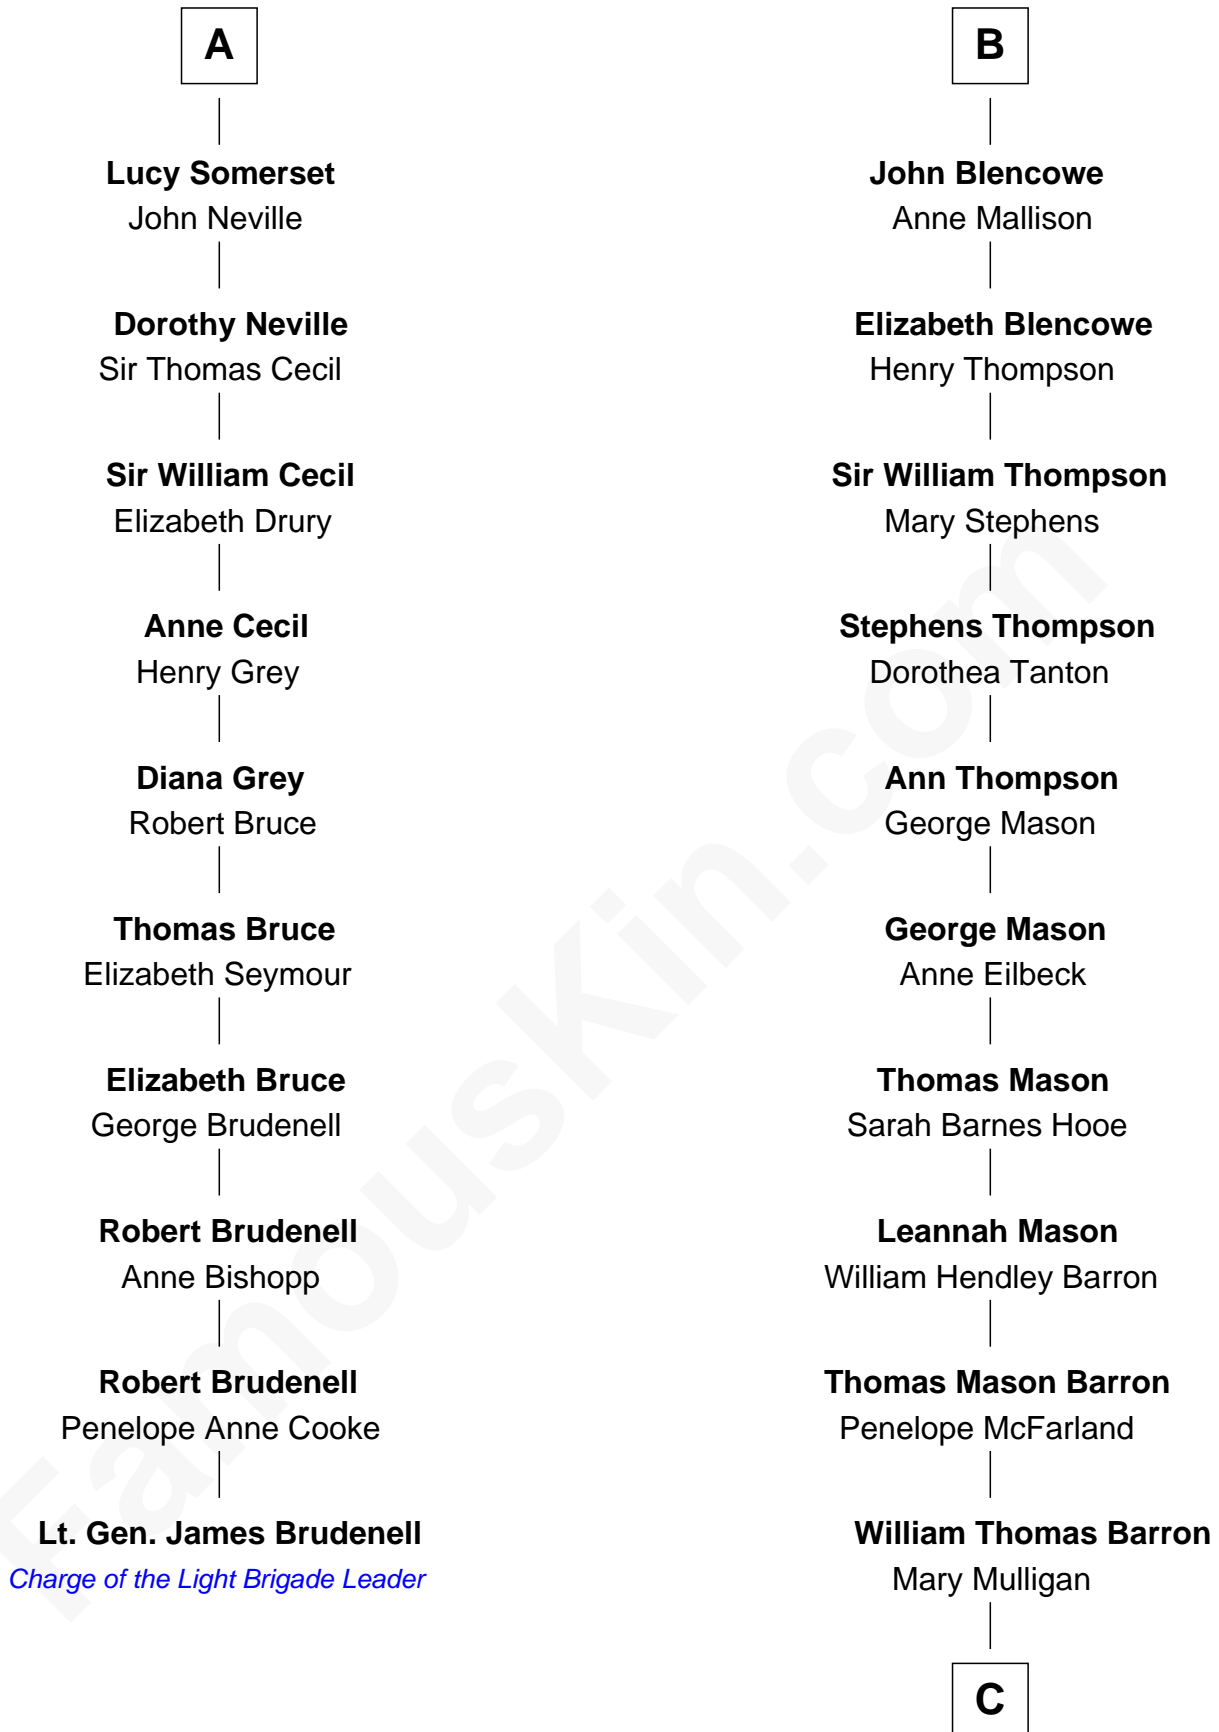 A
Lucy Somerset
John Neville
Dorothy Neville
Sir Thomas Cecil
Sir William Cecil
Elizabeth Drury
Anne Cecil
Henry Grey
Diana Grey
Robert Bruce
Thomas Bruce
Elizabeth Seymour
Elizabeth Bruce
George Brudenell
Robert Brudenell
Anne Bishopp
Robert Brudenell
Penelope Anne Cooke
Lt. Gen. James Brudenell
Charge of the Light Brigade Leader
B
John Blencowe
Anne Mallison
Elizabeth Blencowe
Henry Thompson
Sir William Thompson
Mary Stephens
Stephens Thompson
Dorothea Tanton
Ann Thompson
George Mason
George Mason
Anne Eilbeck
Thomas Mason
Sarah Barnes Hooe
Leannah Mason
William Hendley Barron
Thomas Mason Barron
Penelope McFarland
William Thomas Barron
Mary Mulligan
C
FamousKin.com